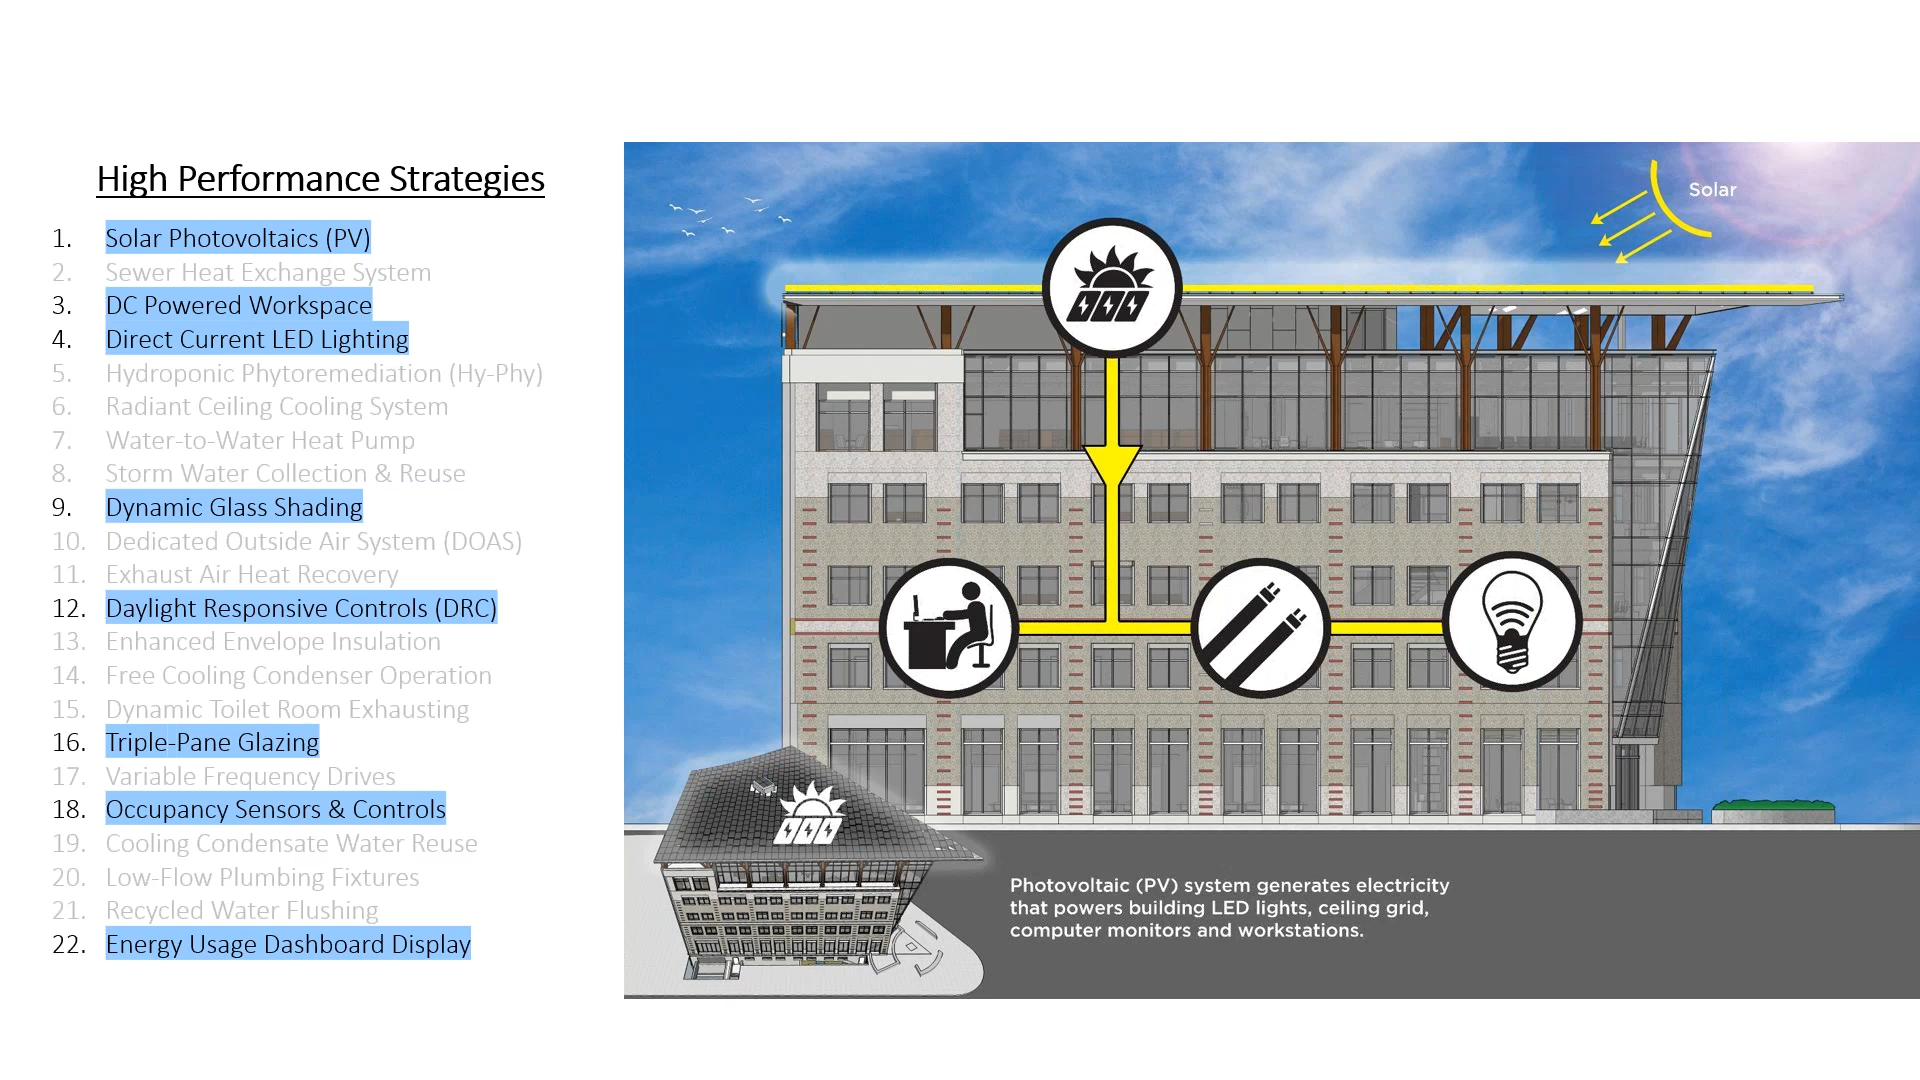 High Performance Strategies
1. Solar Photovoltaics (PV)
2. Sewer Heat Exchange System
3. DC Powered Workspace
4. Direct Current LED Lighting
5. Hydroponic Phytoremediation (Hy-Phy)
6. Radiant Ceiling Cooling System
7. Water-to-Water Heat Pump
8. Storm Water Collection & Reuse
9. Dynamic Glass Shading
10. Dedicated Outside Air System (DOAS)
11. Exhaust Air Heat Recovery
12. Daylight Responsive Controls (DRC)
13. Enhanced Envelope Insulation
14. Free Cooling Condenser Operation
15. Dynamic Toilet Room Exhausting
16. Triple-Pane Glazing
17. Variable Frequency Drives
18. Occupancy Sensors & Controls
19. Cooling Condensate Water Reuse
20. Low-Flow Plumbing Fixtures
21. Recycled Water Flushing
22. Energy Usage Dashboard Display
Solar
Photovoltaic (PV) system generates electricity
that powers building LED lights, ceiling grid,
computer monitors and workstations.